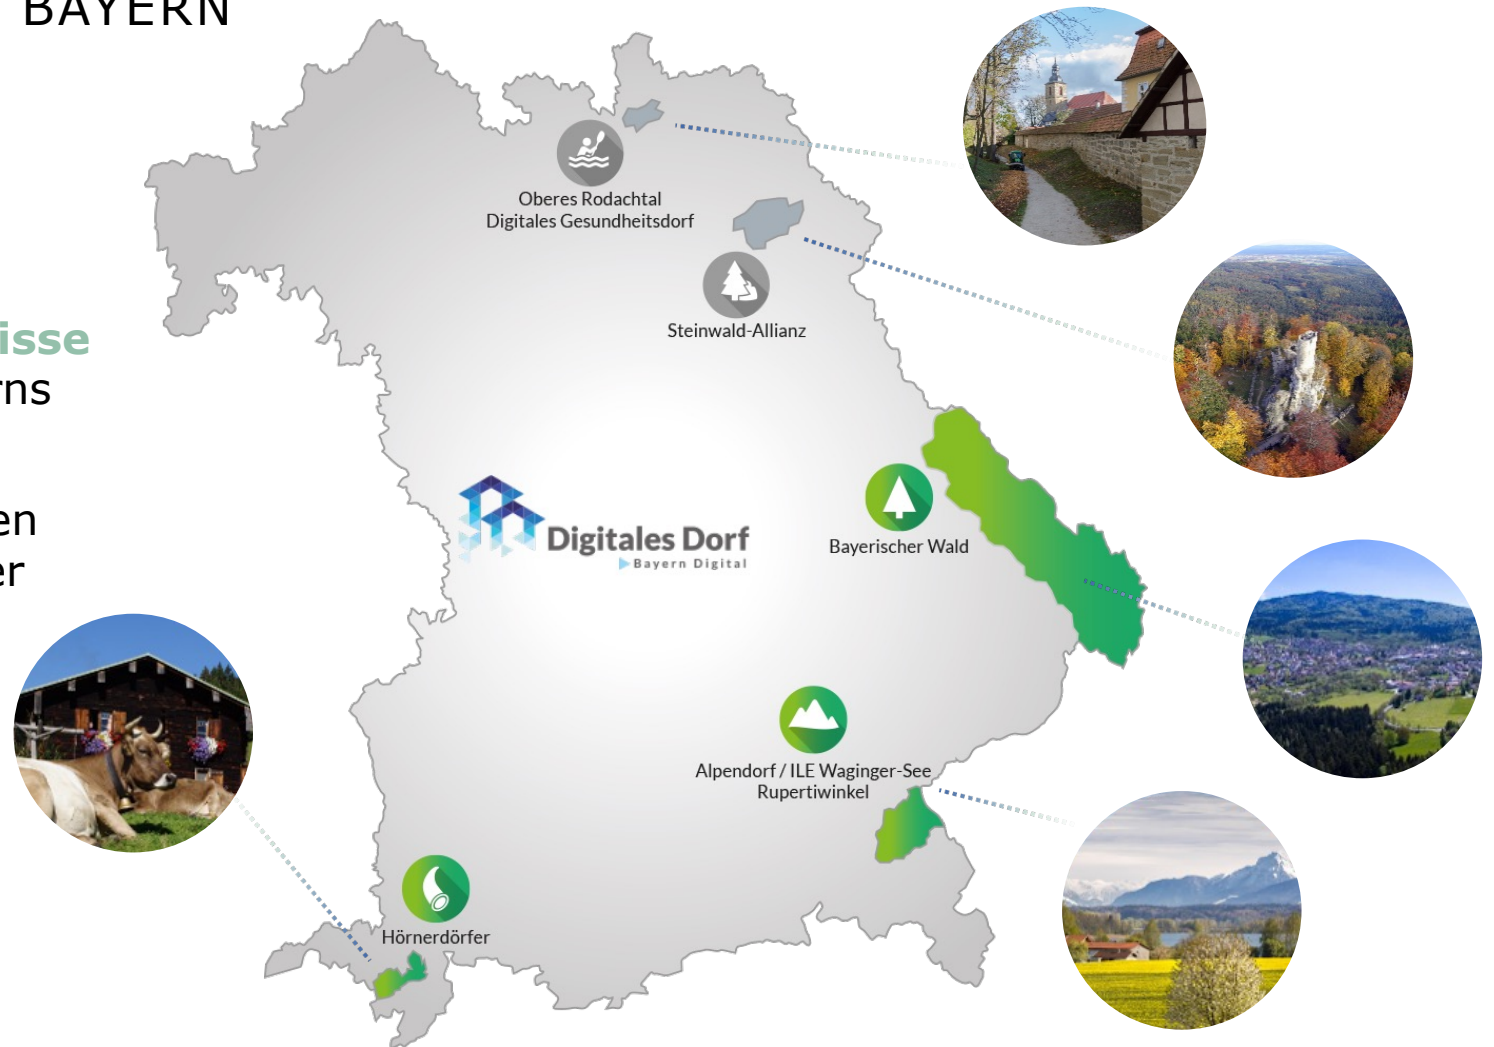 BAYERN
Oberes Rodachtal
Digitales Gesundheitsdorf
Steinwald-Allianz
isse
rns
Digitales Dorf
Bayern Digital
Bayerischer Wald
en
er
Alpendorf / ILE Waginger-See
Rupertiwinkel
Hörnerdörfer